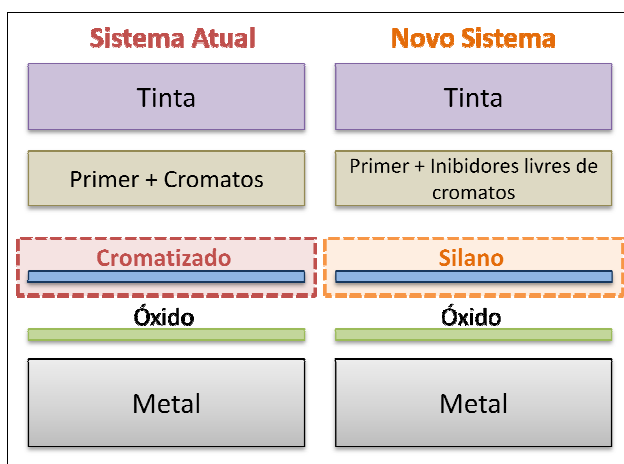 Sistema Atual
Tinta
Primer + Cromatos
Cromatizado
Óxido
Metal
Novo Sistema
Tinta
Primer + Inibidores livres de
cromatos
Silano
Óxido
Metal